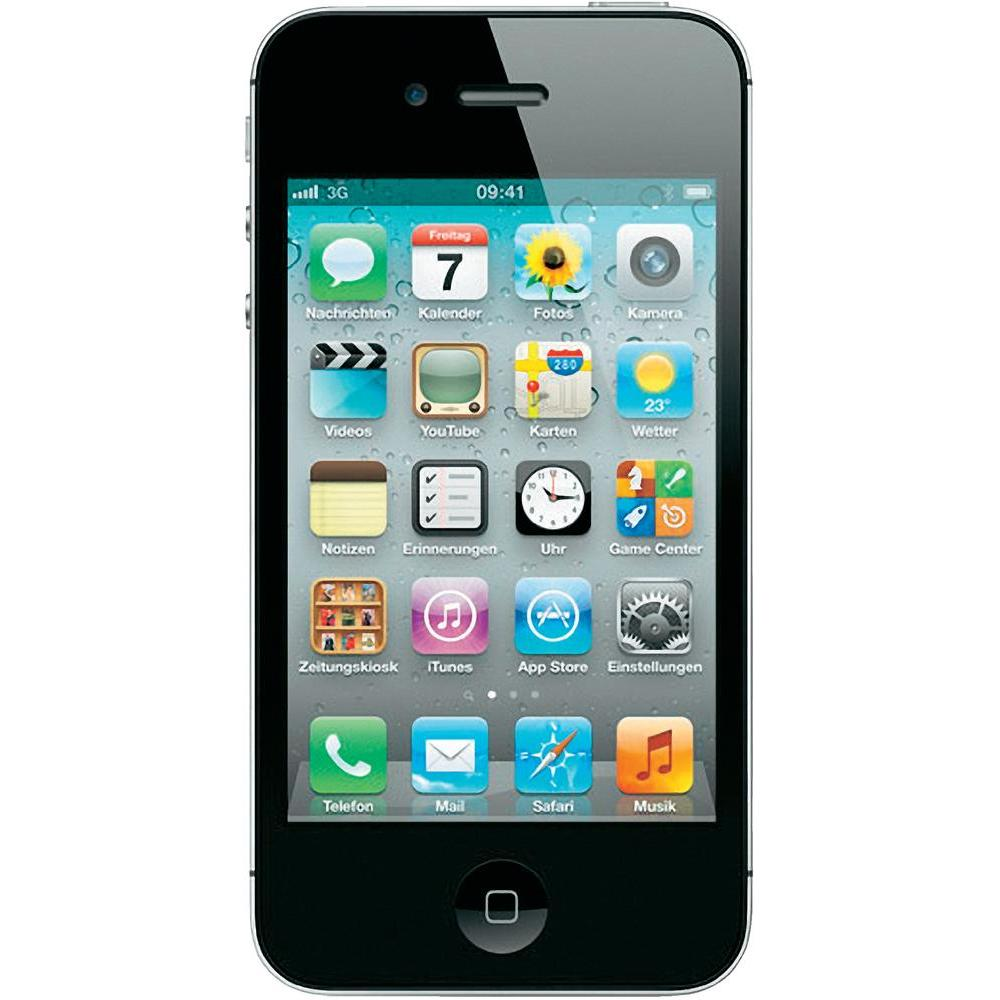 3G 09:41
Freitag
7
Nachrichten Kalender Fotos Kamera
280
23°
Videos YouTube Karten Wetter
Notizen Erinnerungen Uhr Game Center
Zeitungskiosk iTunes App Store Einstellungen
Telefon Mail Safari Musik